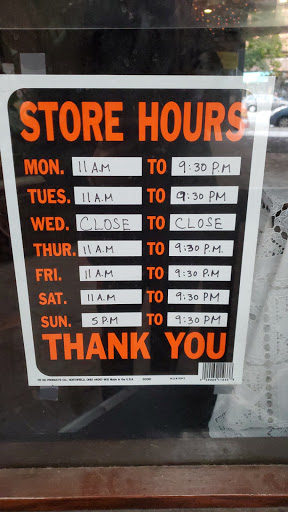 STORE HOURS
MON. 11 A.M TO 9:30 P.M
TUES. 11 A.M TO 9:30 PM
WED. CLOSE TO CLOSE
THUR. 11 A.M TO 9:30 P.M.
FRI. 11 A.M TO 9:30 P.M
SAT. 11 A.M TO 9:30 PM
SUN. 5 P.M TO 9:30 PM
THANK YOU